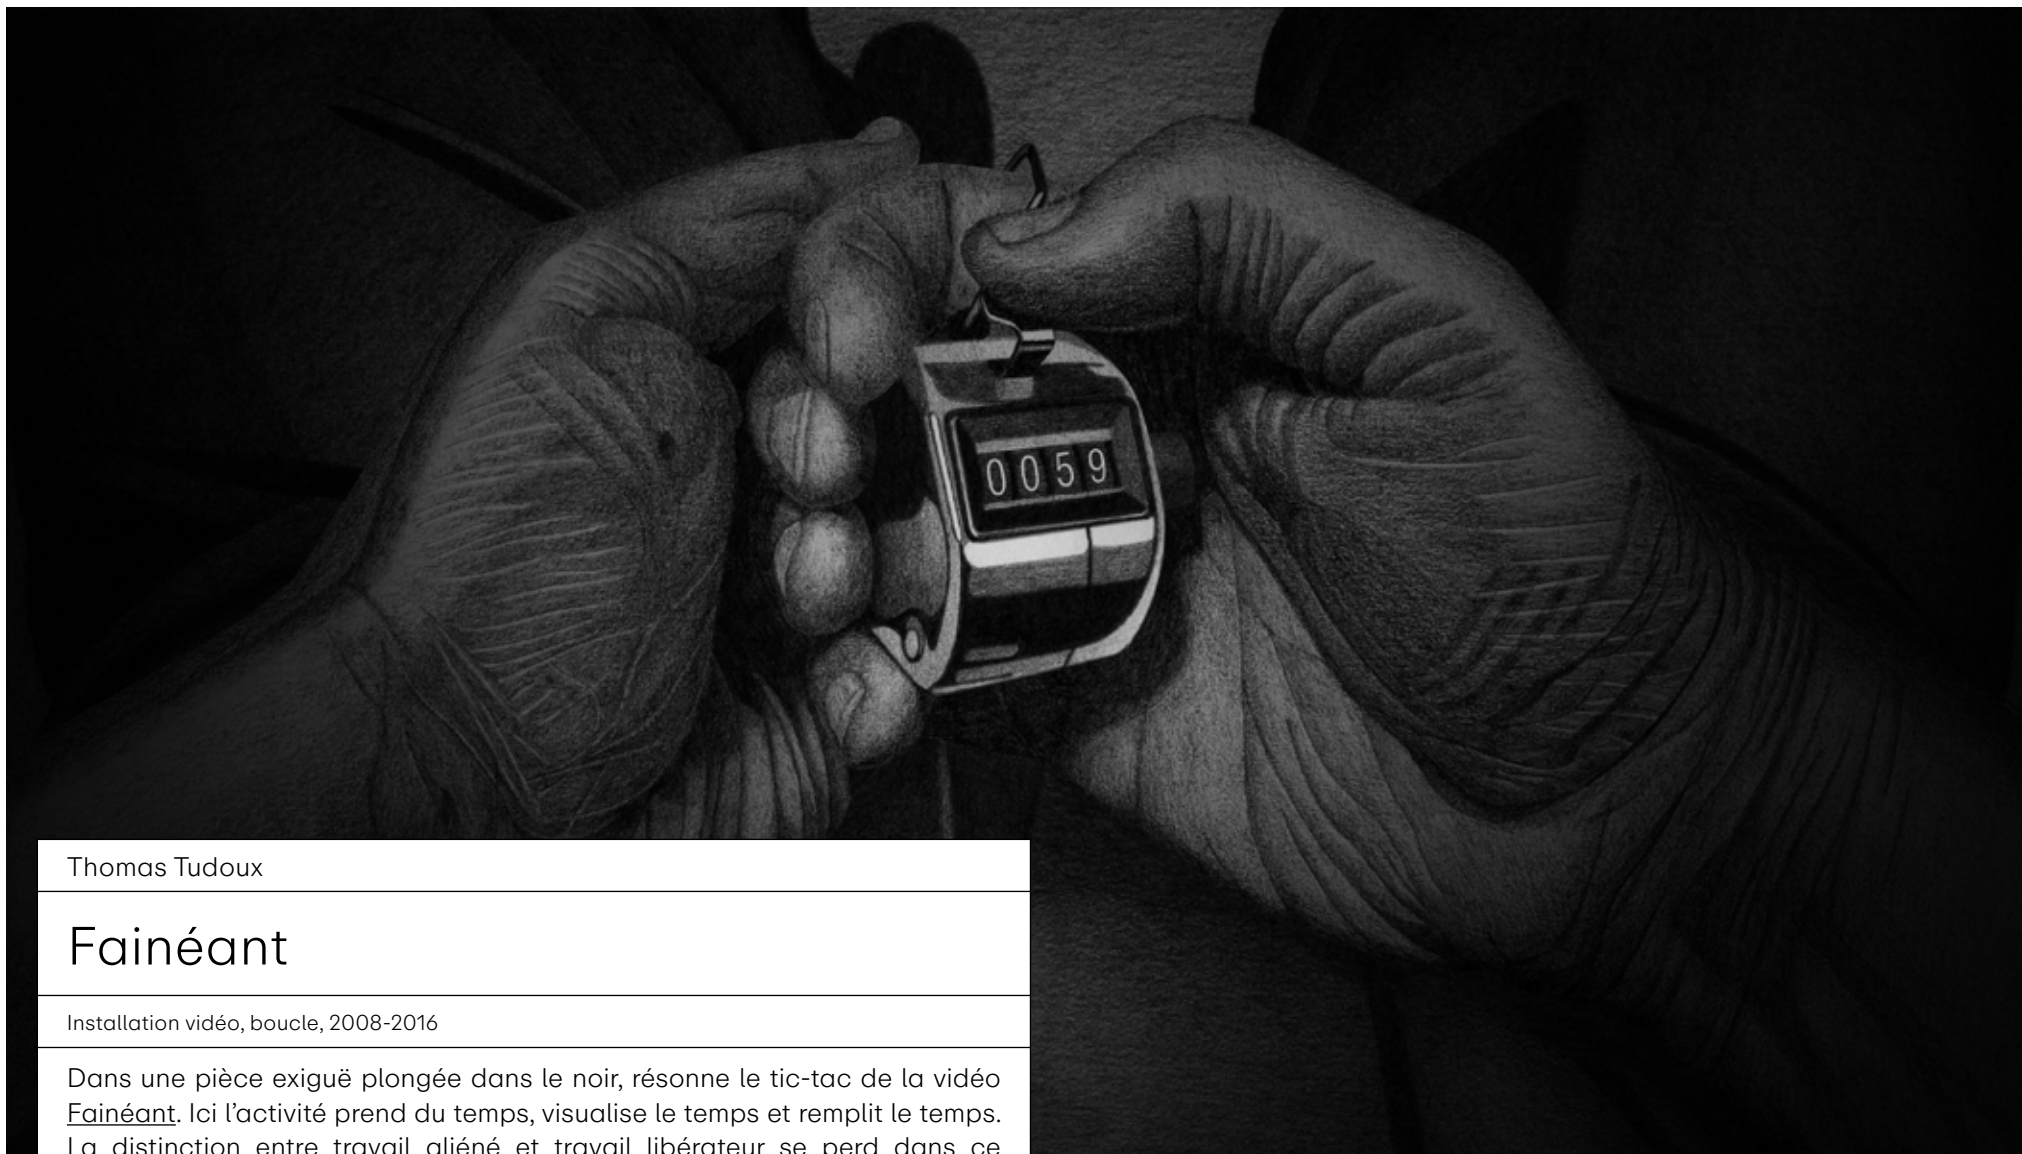 0059
Thomas Tudoux
Fainéant
Installation vidéo, boucle, 2008-2016
Dans une pièce exiguë plongée dans le noir, résonne le tic-tac de la vidéo
Fainéant. Ici l’activité prend du temps, visualise le temps et remplit le temps.
La distinction entre travail aliéné et travail libérateur se perd dans ce